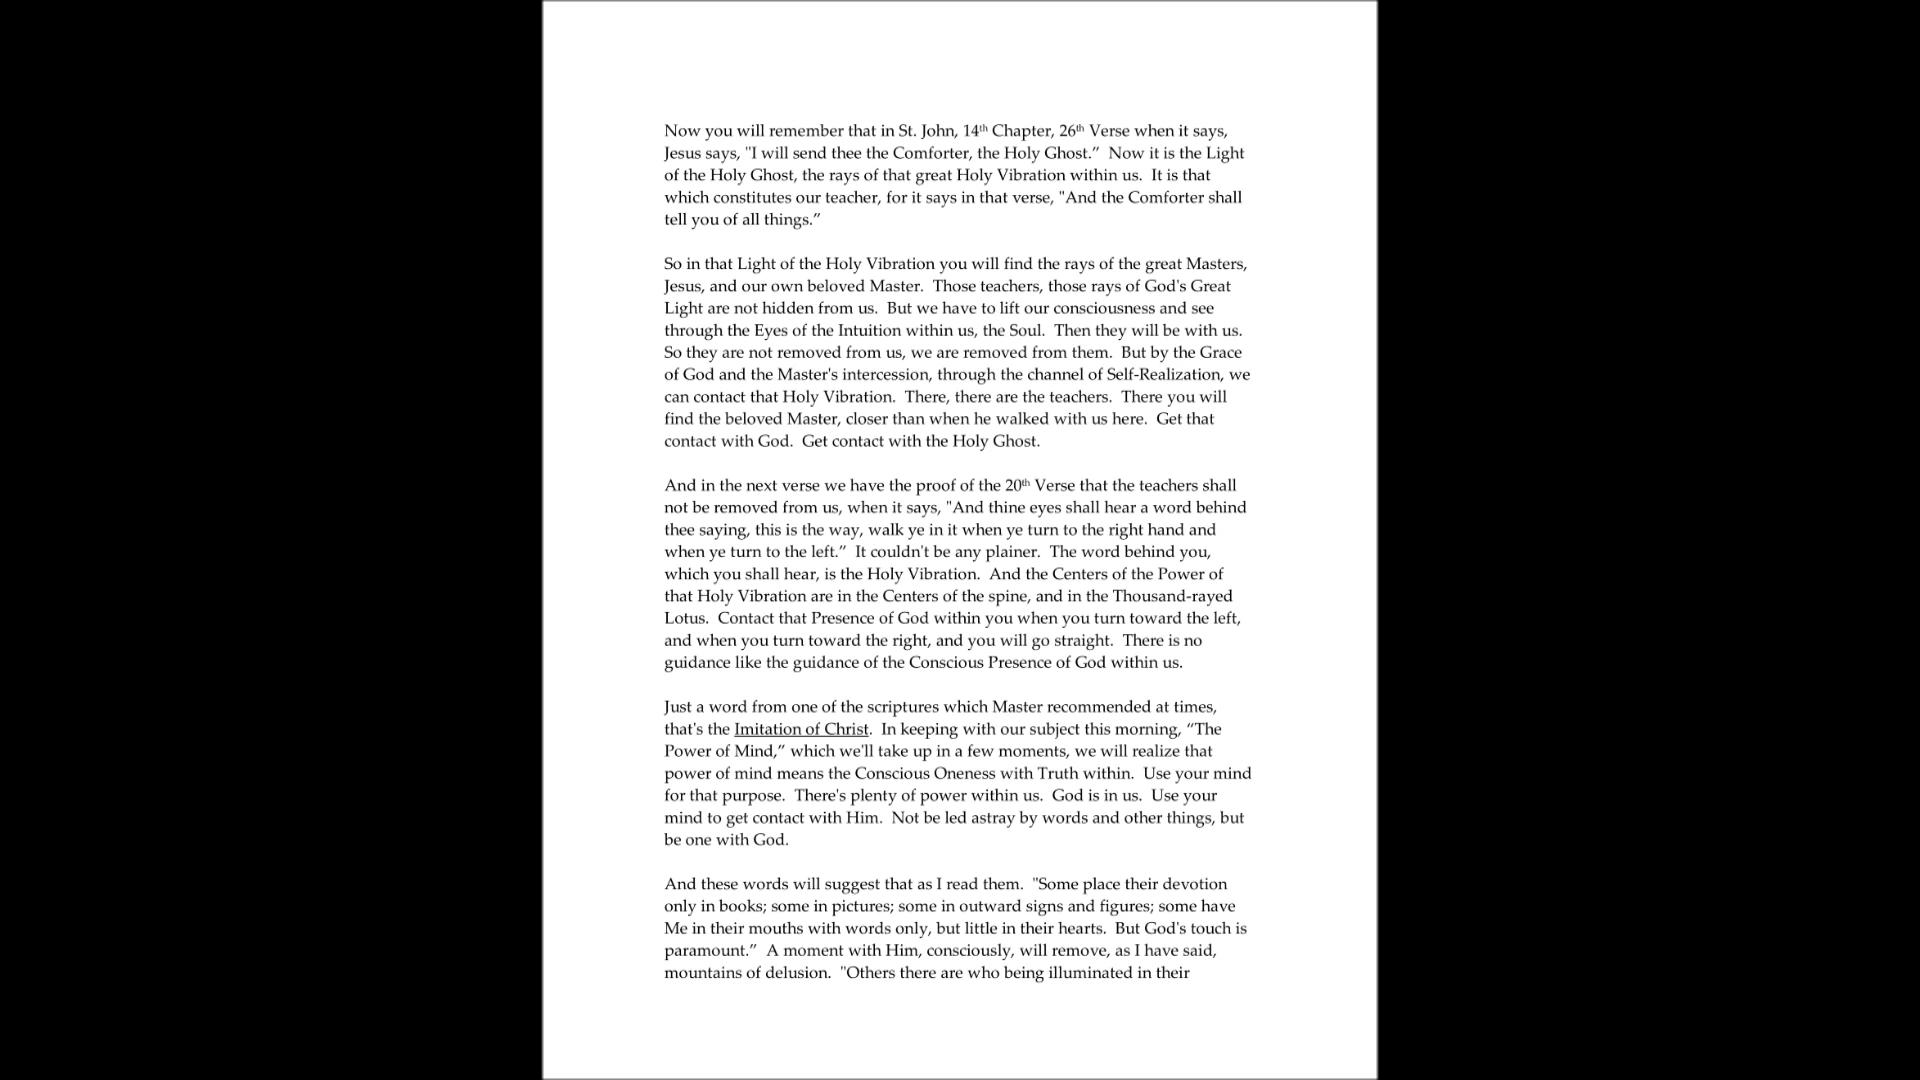 Now you will remember that in St. John, 14th Chapter, 26th Verse when it says,
Jesus says, "I will send thee the Comforter, the Holy Ghost.”  Now it is the Light
of the Holy Ghost, the rays of that great Holy Vibration within us.  It is that
which constitutes our teacher, for it says in that verse, "And the Comforter shall
tell you of all things.”
So in that Light of the Holy Vibration you will find the rays of the great Masters,
Jesus, and our own beloved Master.  Those teachers, those rays of God's Great
Light are not hidden from us.  But we have to lift our consciousness and see
through the Eyes of the Intuition within us, the Soul.  Then they will be with us.
So they are not removed from us, we are removed from them.  But by the Grace
of God and the Master's intercession, through the channel of Self-Realization, we
can contact that Holy Vibration.  There, there are the teachers.  There you will
find the beloved Master, closer than when he walked with us here.  Get that
contact with God.  Get contact with the Holy Ghost.
And in the next verse we have the proof of the 20th Verse that the teachers shall
not be removed from us, when it says, "And thine eyes shall hear a word behind
thee saying, this is the way, walk ye in it when ye turn to the right hand and
when ye turn to the left.”  It couldn't be any plainer.  The word behind you,
which you shall hear, is the Holy Vibration.  And the Centers of the Power of
that Holy Vibration are in the Centers of the spine, and in the Thousand-rayed
Lotus.  Contact that Presence of God within you when you turn toward the left,
and when you turn toward the right, and you will go straight.  There is no
guidance like the guidance of the Conscious Presence of God within us.
Just a word from one of the scriptures which Master recommended at times,
that's the Imitation of Christ.  In keeping with our subject this morning, “The
Power of Mind,” which we'll take up in a few moments, we will realize that
power of mind means the Conscious Oneness with Truth within.  Use your mind
for that purpose.  There's plenty of power within us.  God is in us.  Use your
mind to get contact with Him.  Not be led astray by words and other things, but
be one with God.
And these words will suggest that as I read them.  "Some place their devotion
only in books; some in pictures; some in outward signs and figures; some have
Me in their mouths with words only, but little in their hearts.  But God's touch is
paramount.”  A moment with Him, consciously, will remove, as I have said,
mountains of delusion.  "Others there are who being illuminated in their